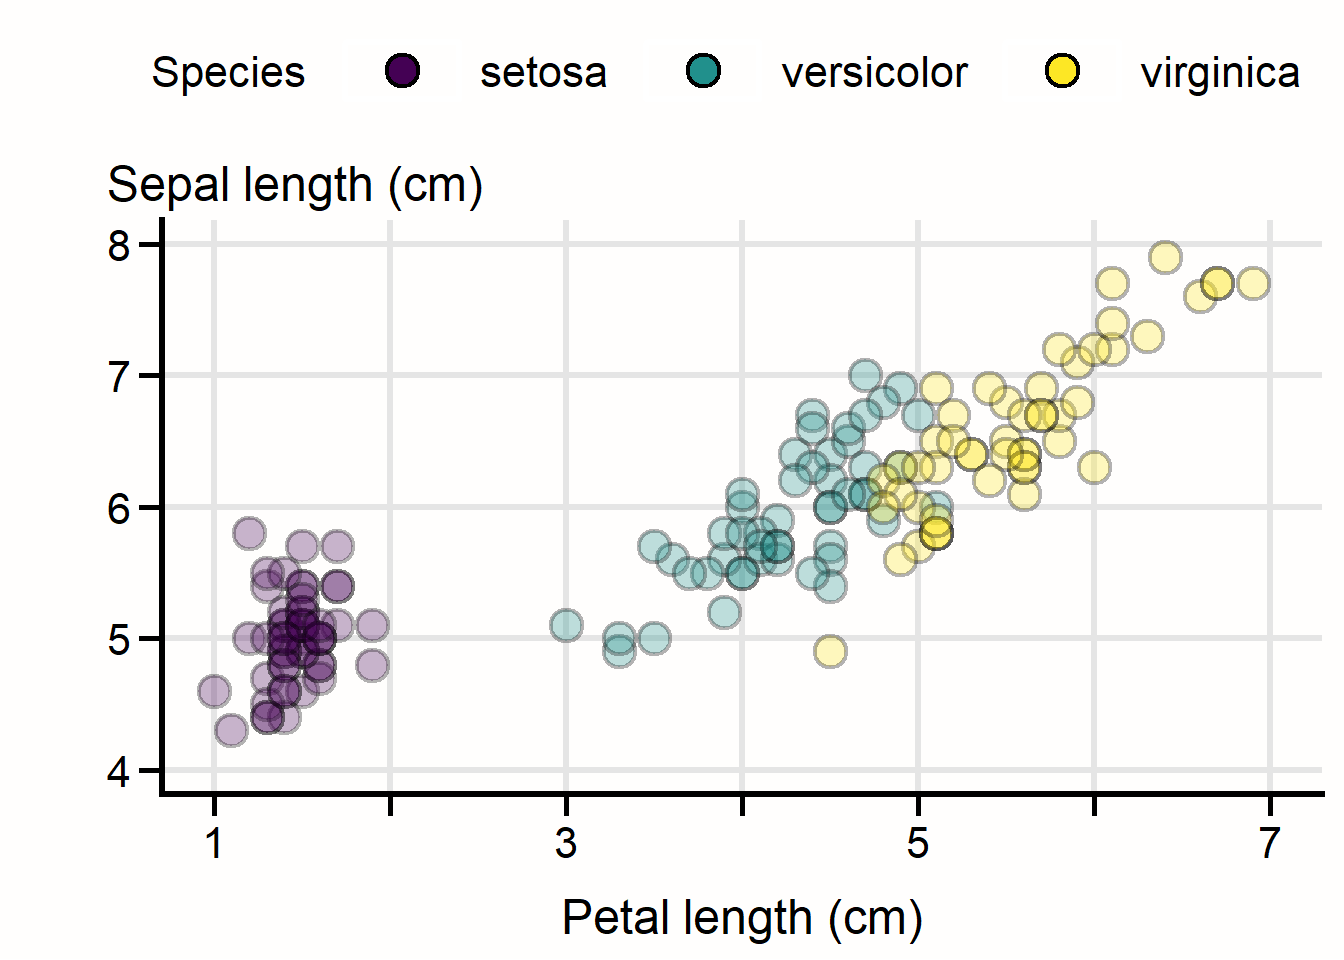 Species setosa versicolor virginica
Sepal length (cm)
8
7
6
5
4
1 3 5 7
Petal length (cm)